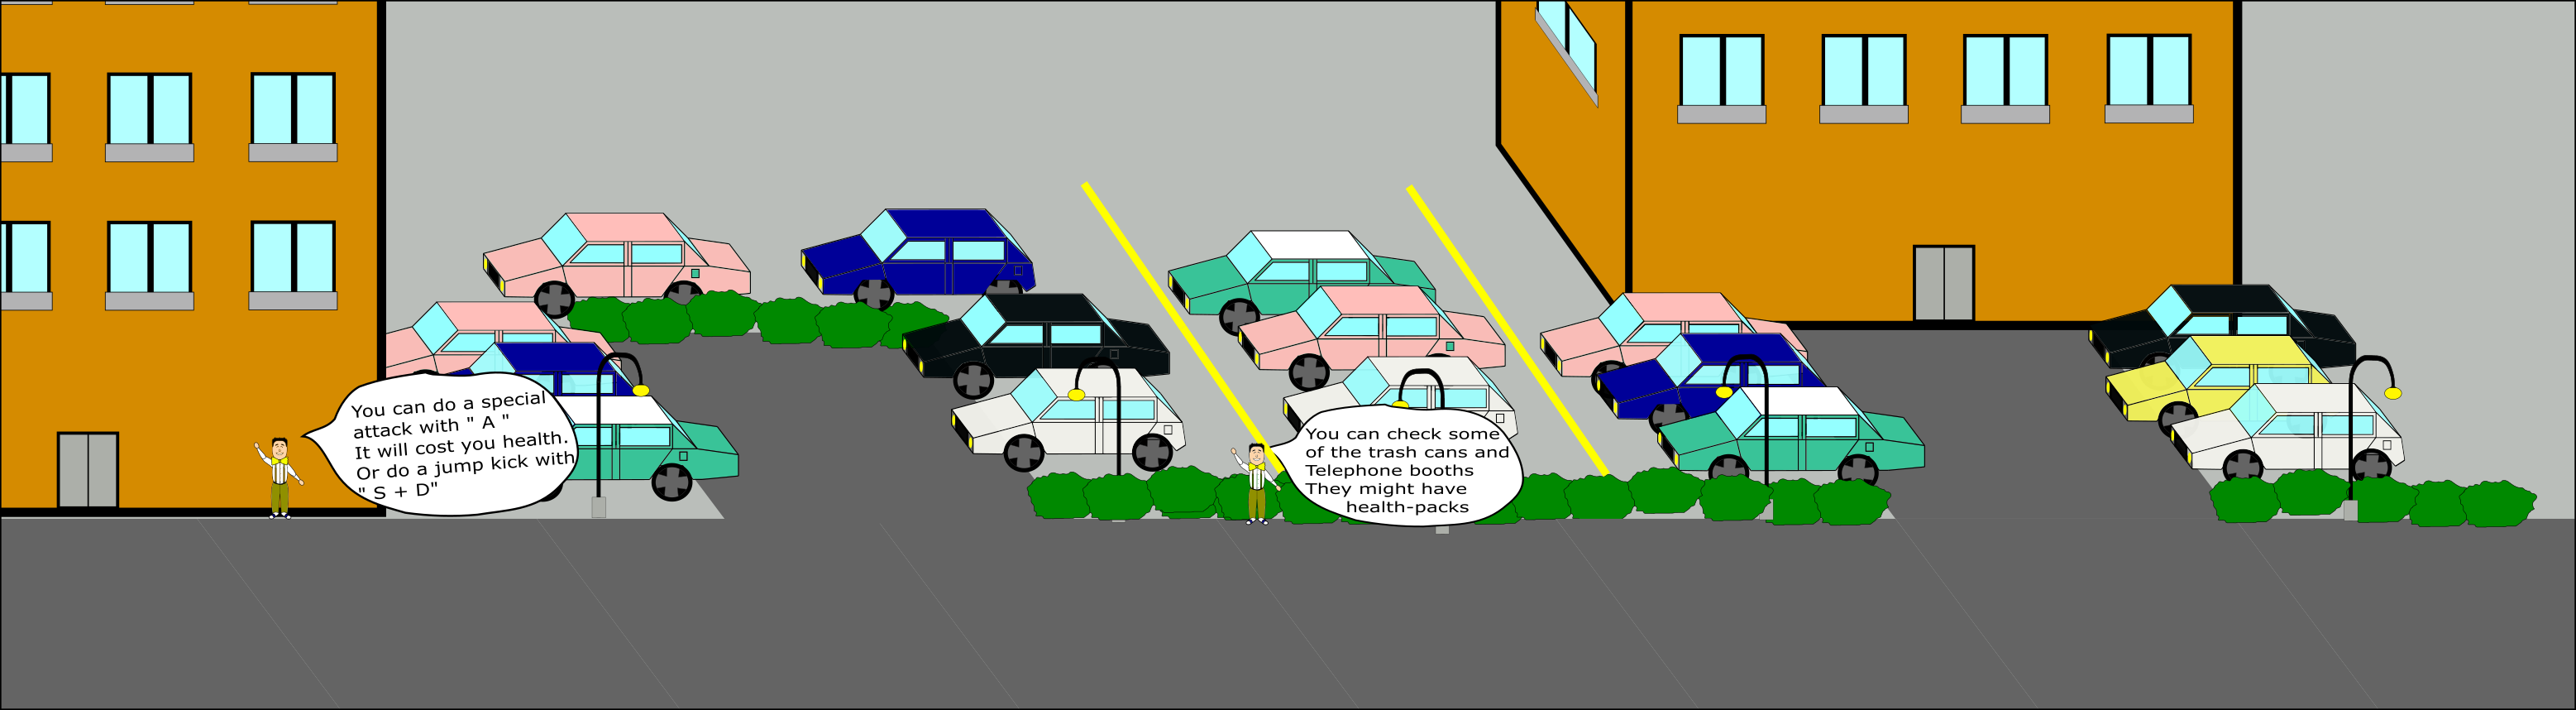 You can do a special
attack with " A "
It will cost you health.
Or do a jump kick with
" S + D"
You can check some
of the trash cans and
Telephone booths
They might have
health-packs